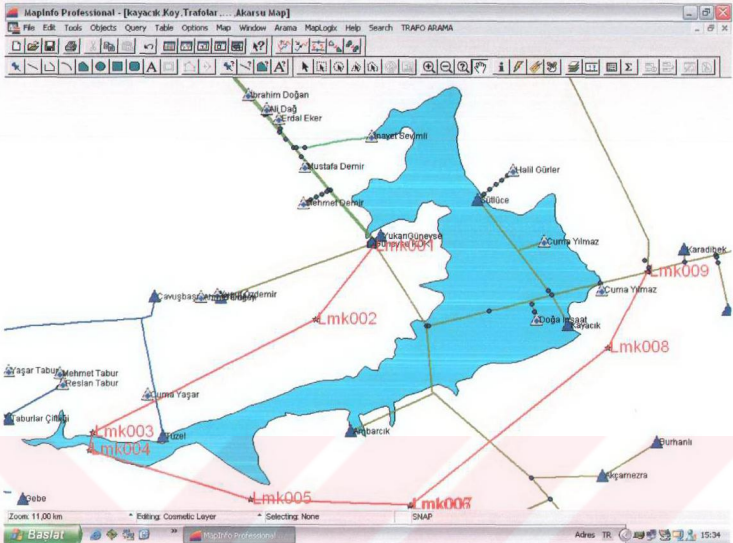 MapInfo Professional - [kayacık,Koy,Trafolar,... ,Akarsu Map]
File Edit Tools Objects Query Table Options Map Window Arama MapLogix Help Search TRAFO ARAMA
İbrahim Doğan
Ali Dağ
Erdal Eker
İnayet Sevimli
Mustafa Demir
Halil Gürler
Mehmet Demir
Sütlüce
YukarıGüneyse
Lmk001
Cuma Yılmaz
Karadibek
Lmk009
Çavuşbaşı
Cuma Yılmaz
Lmk002
Doğa İnşaat
Kayacık
Lmk008
Yaşar Tabur
Mehmet Tabur
Reslan Tabur
Cuma Yaşar
Taburlar Çiftliği
Lmk003
Tüzel
Ambarcık
Lmk004
Burhanlı
Akçamezra
Gebe
Lmk005
Zoom: 11,00 km
Editing: Cosmetic Layer
Selecting: None
SNAP
Başlat
MapInfo Professional
Adres TR
15:34